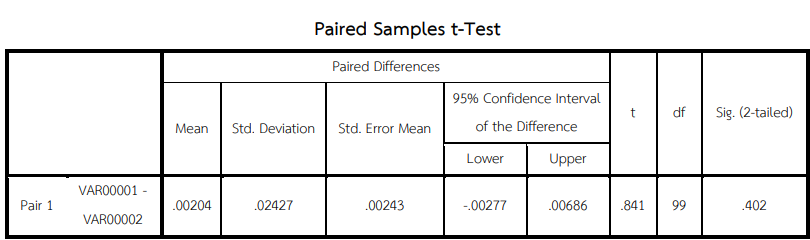 Paired Samples t-Test
Paired Differences
95% Confidence Interval
of the Difference
Mean Std. Deviation Std. Error Mean t df Sig. (2-tailed)
Lower Upper
Pair 1 VAR00001 -
VAR00002 .00204 .02427 .00243 -.00277 .00686 .841 99 .402